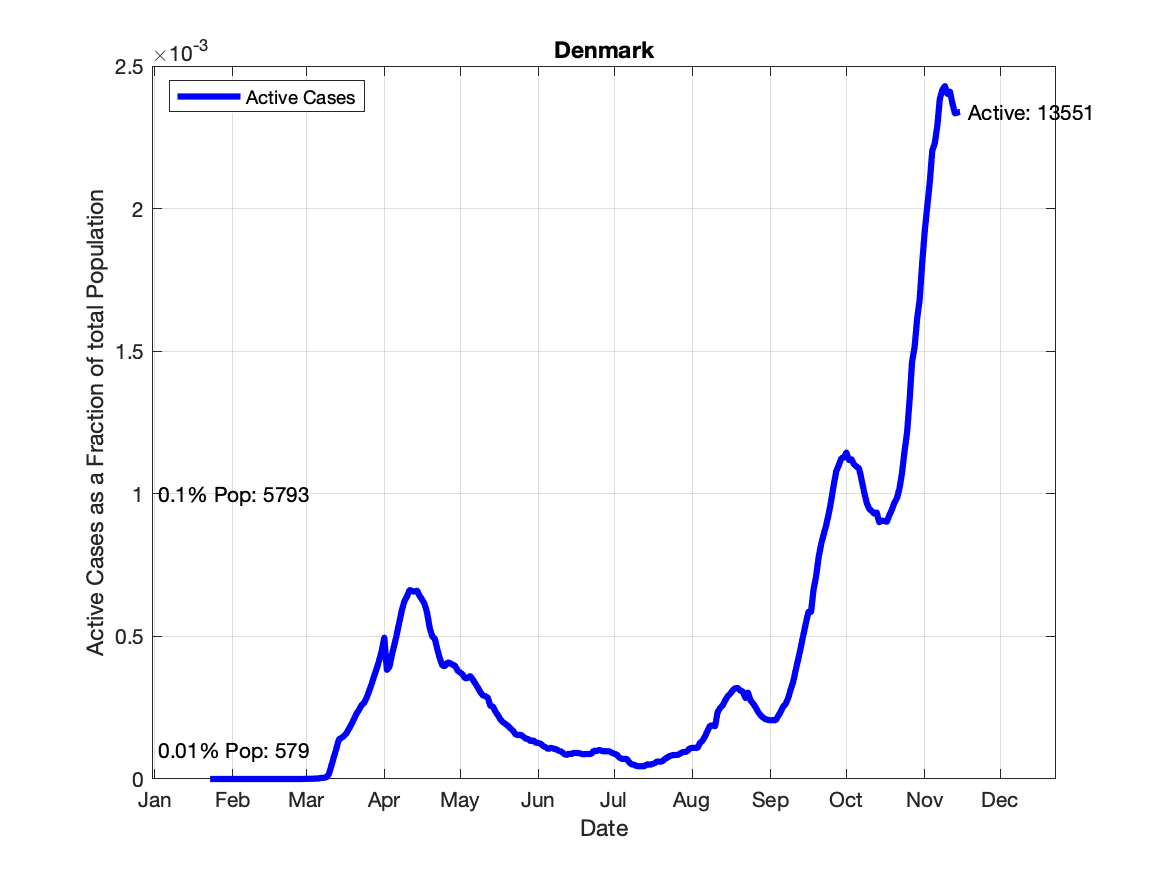 Denmark
×10-3
2.5
2
1.5
1
0.5
0
Active Cases
Active: 13551
0.1% Pop: 5793
0.01% Pop: 579
Active Cases as a Fraction of total Population
Jan Feb Mar Apr May Jun Jul Aug Sep Oct Nov Dec
Date